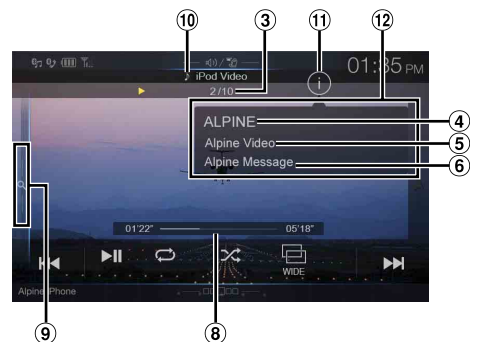 ⑩ ③ ⑪ ⑫
01:35 PM
♪ iPod Video
2/10
i
ALPINE ④
Alpine Video ⑤
Alpine Message ⑥
01'22" 05'18"
WIDE
Alpine Phone
⑨ ⑧